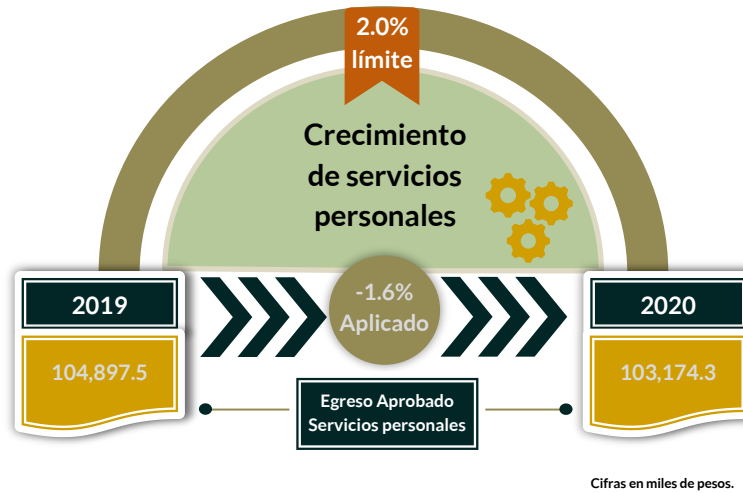 2.0%
límite
Crecimiento
de servicios
personales
2019
-1.6%
Aplicado
2020
104,897.5
103,174.3
Egreso Aprobado
Servicios personales
Cifras en miles de pesos.